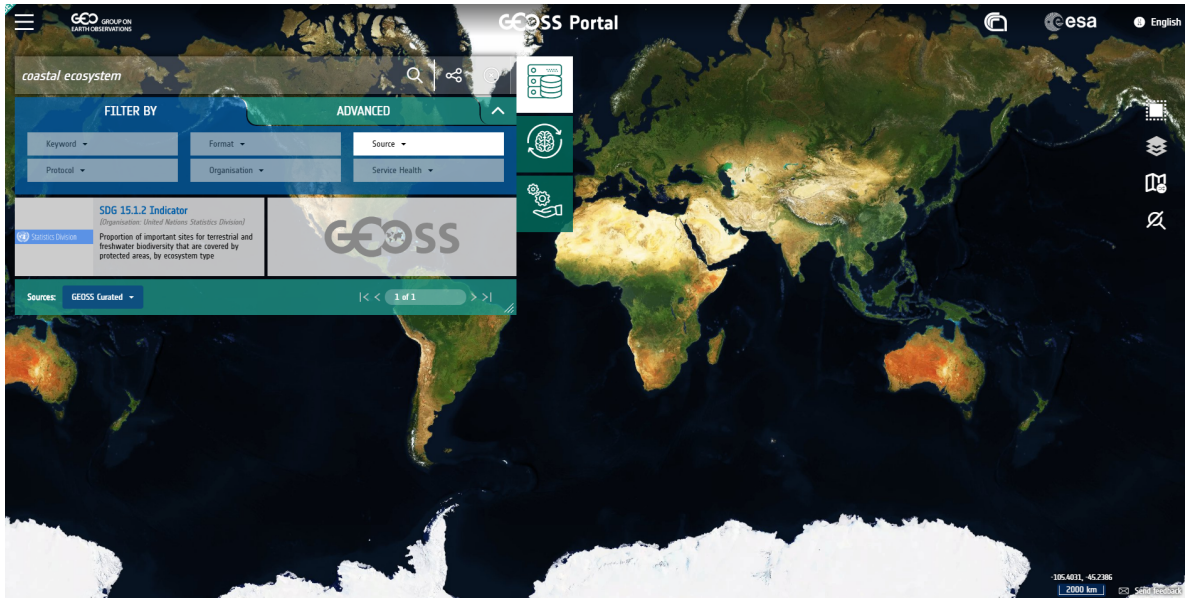 GEO GROUP ON
EARTH OBSERVATIONS
GEOSS Portal
esa
English
coastal ecosystem
FILTER BY
ADVANCED
Keyword
Format
Source
Protocol
Organisation
Service Health
SDG 15.1.2 Indicator
[Organisation: United Nations Statistics Division]
Statistics Division
Proportion of important sites for terrestrial and
freshwater biodiversity that are covered by
protected areas, by ecosystem type
GEOSS
Sources: GEOSS Curated
|< < 1 of 1 > >|
-105.4031, -45.2386
2000 km
Send feedback